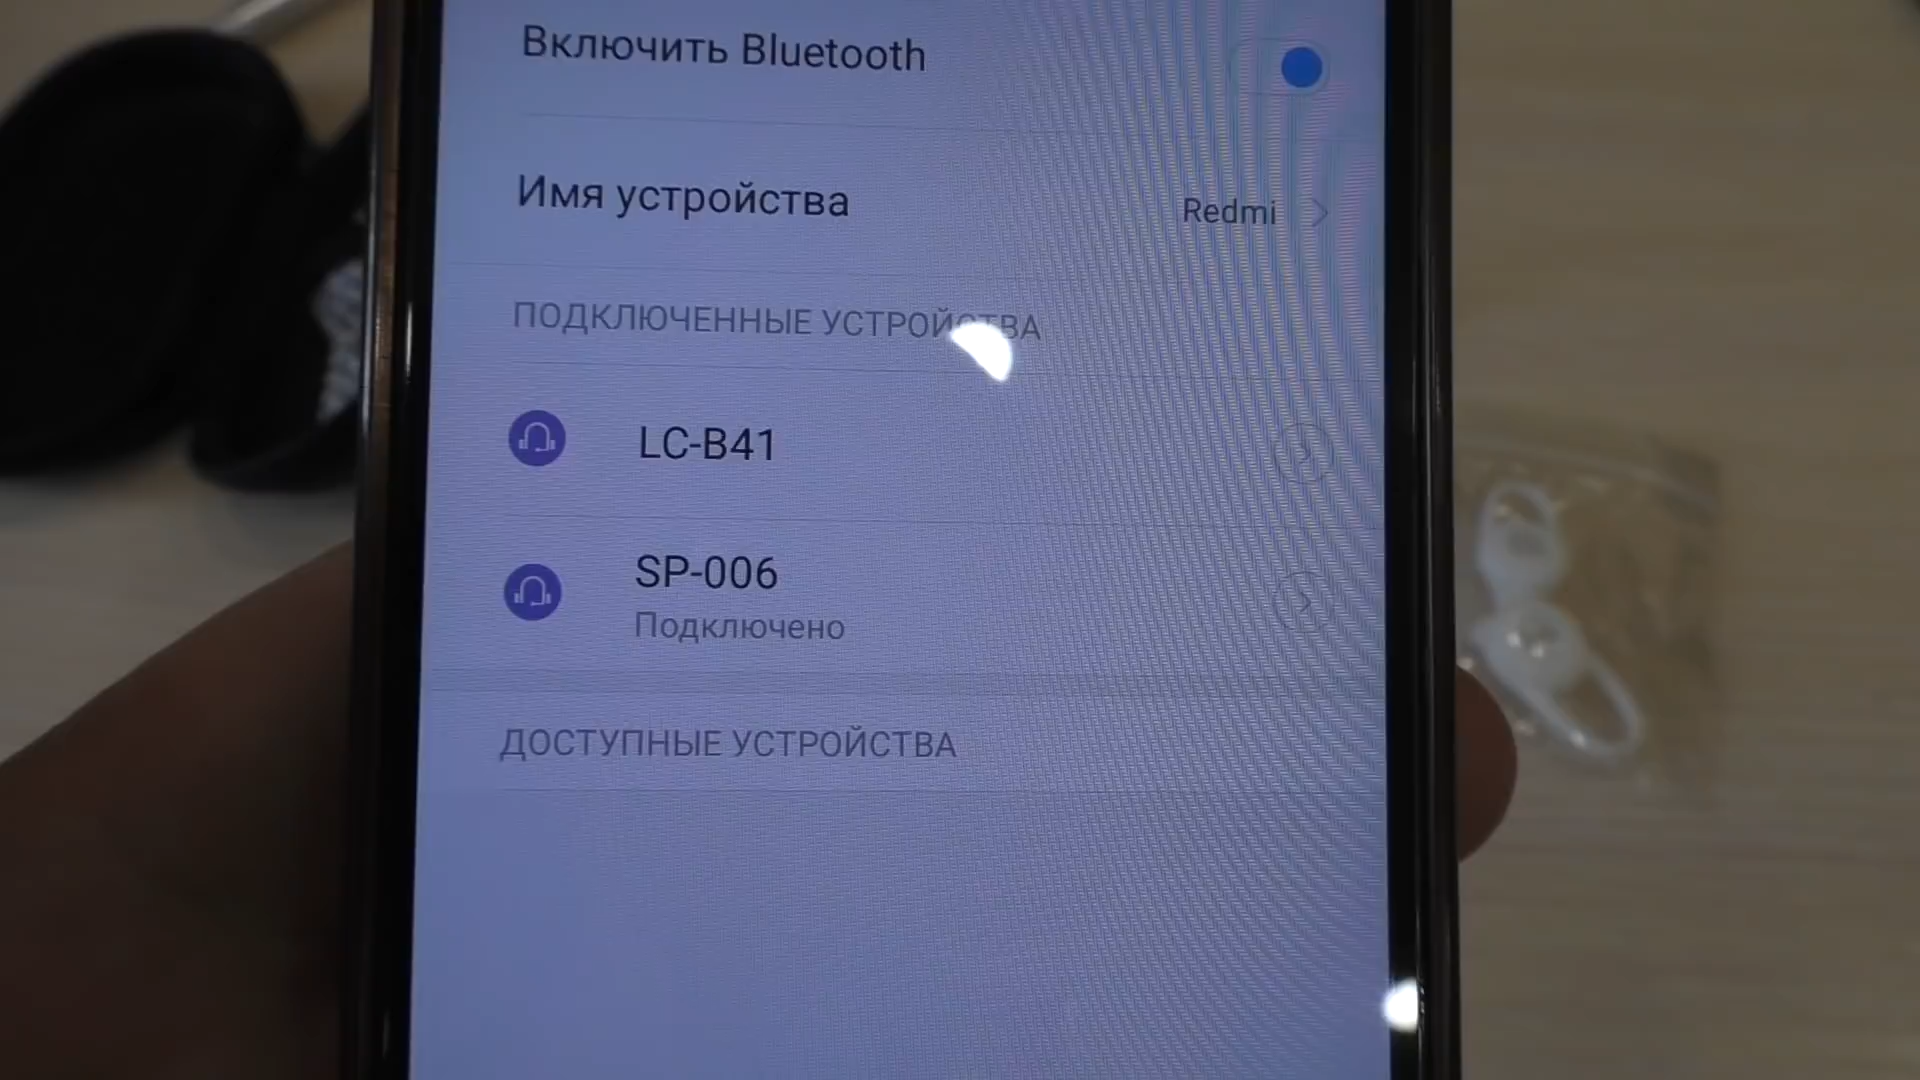 Включить Bluetooth
Имя устройства
Redmi
ПОДКЛЮЧЕННЫЕ УСТРОЙСТВА
LC-B41
SP-006
Подключено
ДОСТУПНЫЕ УСТРОЙСТВА